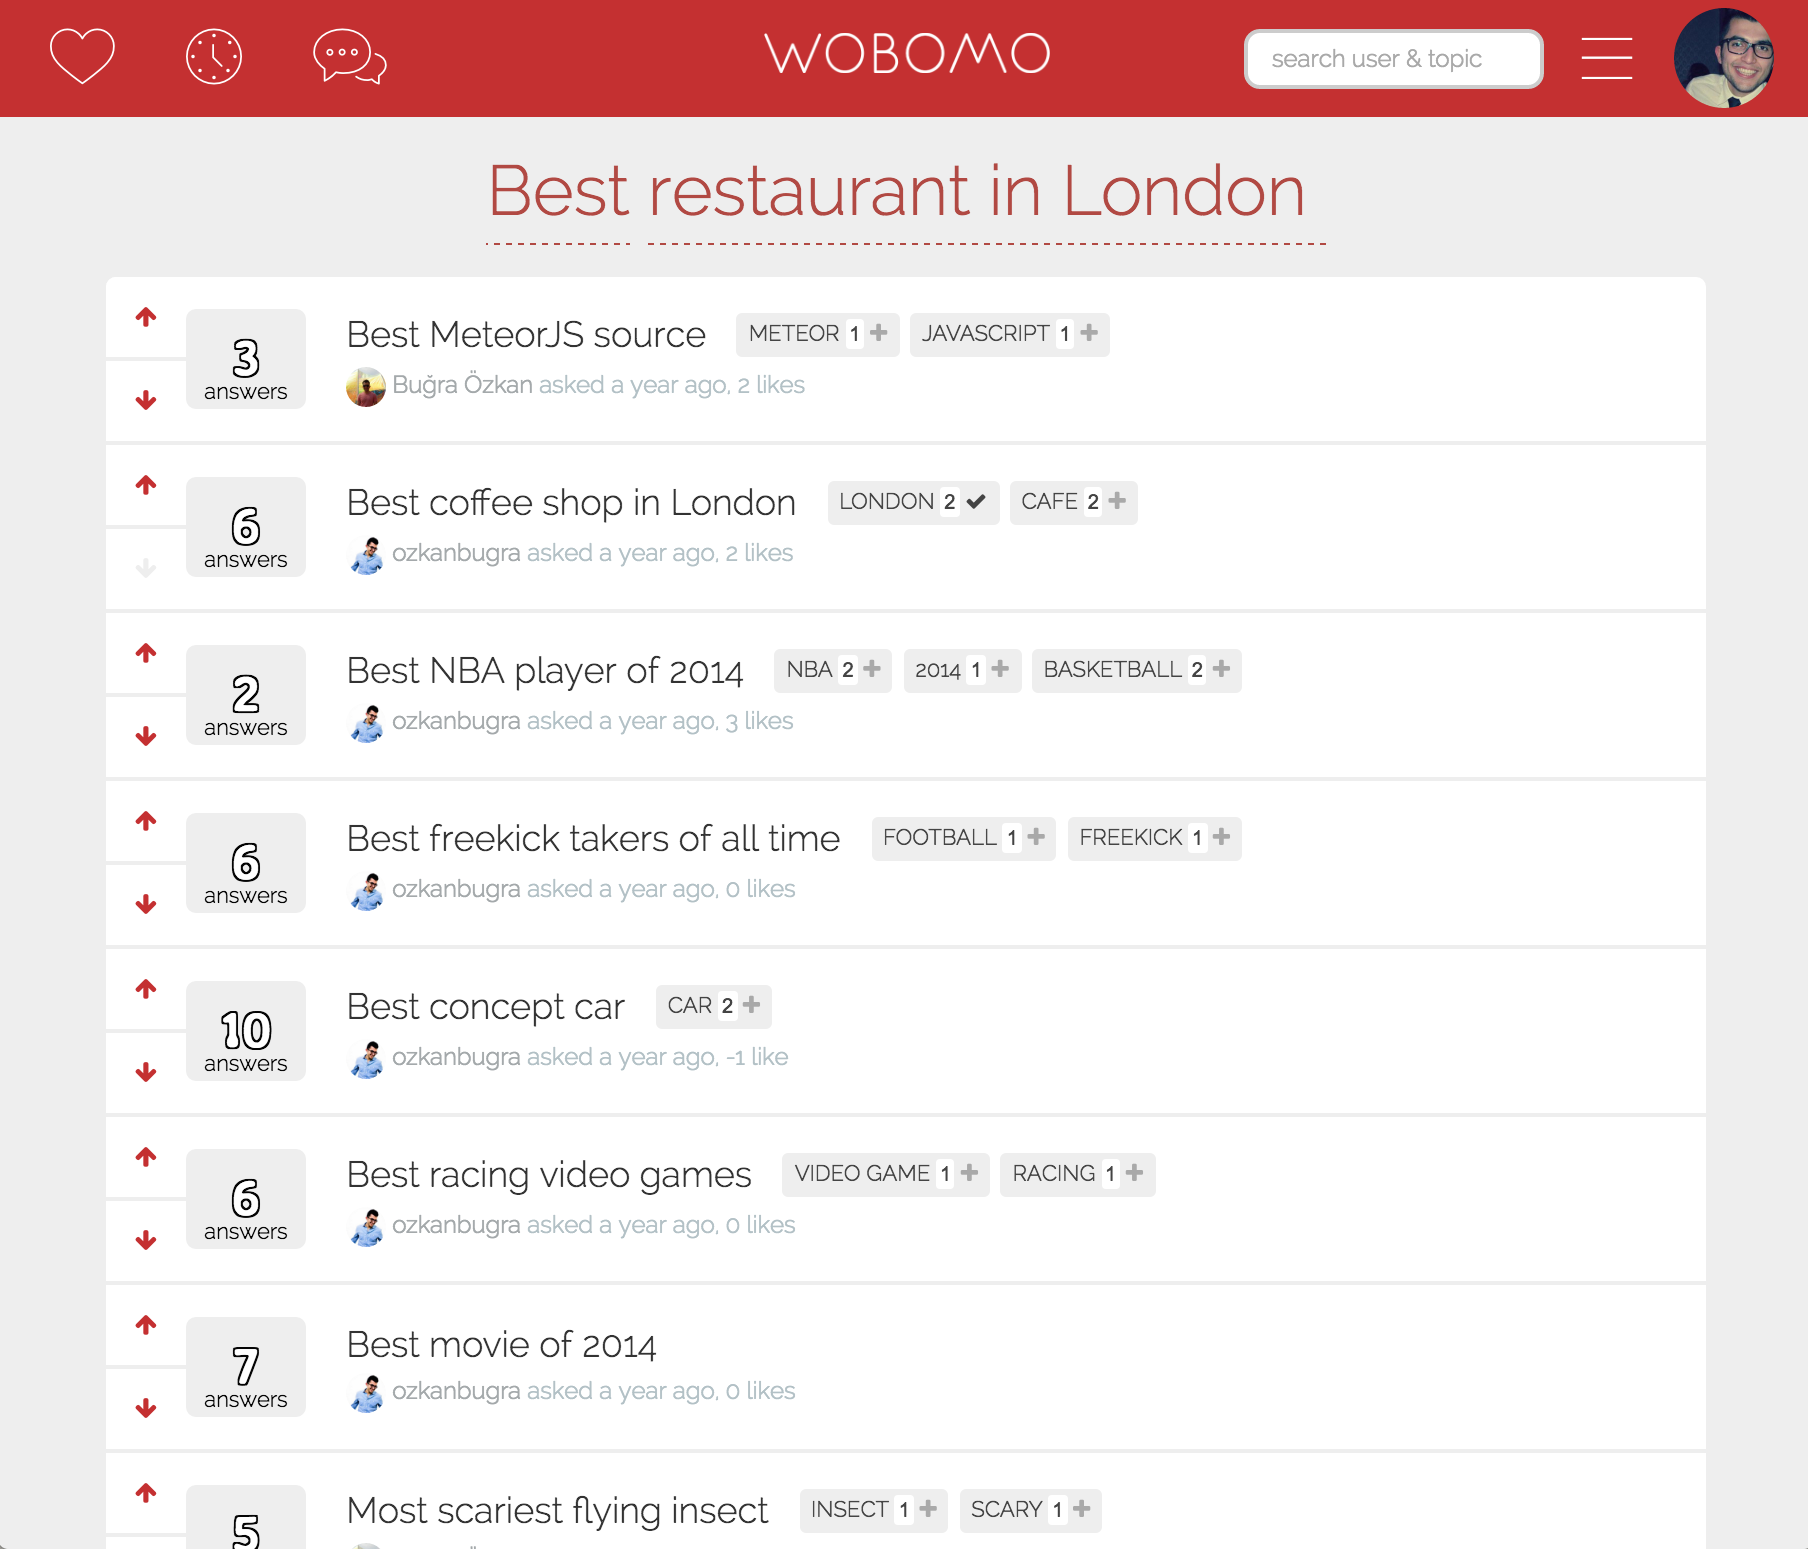 WOBOMO
search user & topic
Best restaurant in London
3 answers
Best MeteorJS source METEOR 1 JAVASCRIPT 1
Buğra Özkan asked a year ago, 2 likes
6 answers
Best coffee shop in London LONDON 2 CAFE 2
ozkanbugra asked a year ago, 2 likes
2 answers
Best NBA player of 2014 NBA 2 2014 1 BASKETBALL 2
ozkanbugra asked a year ago, 3 likes
6 answers
Best freekick takers of all time FOOTBALL 1 FREEKICK 1
ozkanbugra asked a year ago, 0 likes
10 answers
Best concept car CAR 2
ozkanbugra asked a year ago, -1 like
6 answers
Best racing video games VIDEO GAME 1 RACING 1
ozkanbugra asked a year ago, 0 likes
7 answers
Best movie of 2014
ozkanbugra asked a year ago, 0 likes
5
Most scariest flying insect INSECT 1 SCARY 1